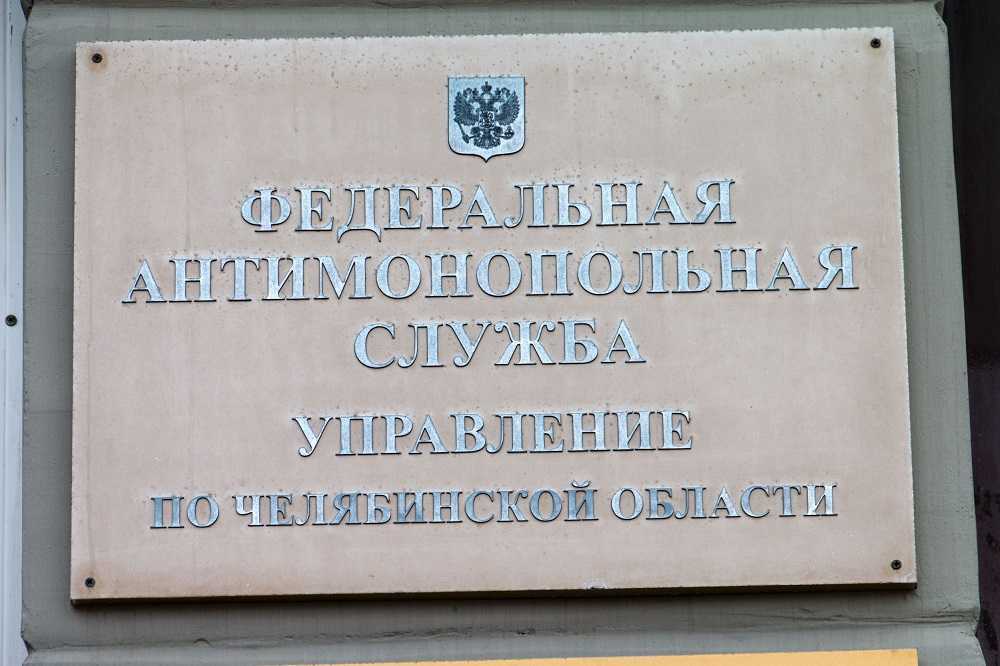 ФЕДЕРАЛЬНАЯ
АНТИМОНОПОЛЬНАЯ
СЛУЖБА
УПРАВЛЕНИЕ
ПО ЧЕЛЯБИНСКОЙ ОБЛАСТИ